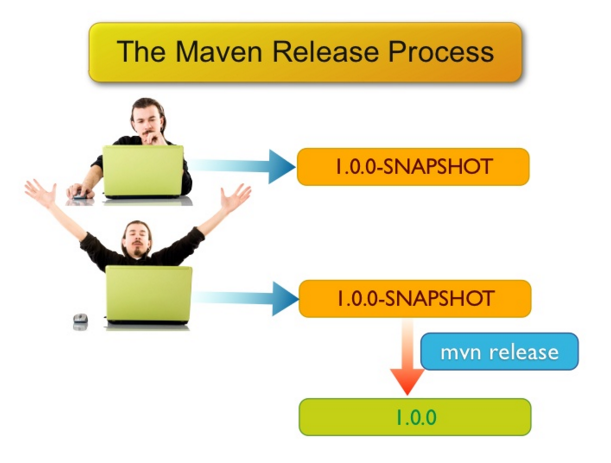 The Maven Release Process
1.0.0-SNAPSHOT
1.0.0-SNAPSHOT
mvn release
1.0.0